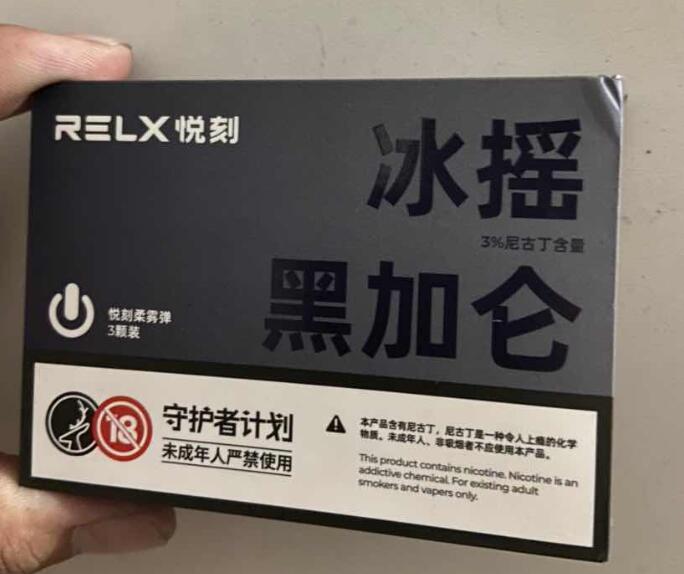 RELX悦刻
冰摇
3%尼古丁含量
黑加仑
悦刻柔雾弹
3颗装
18
守护者计划
未成年人严禁使用
本产品含有尼古丁,尼古丁是一种令人上瘾的化学
物质。未成年人、非吸烟者不应使用本产品。
This product contains nicotine. Nicotine is an
addictive chemical. For existing adult
smokers and vapers only.